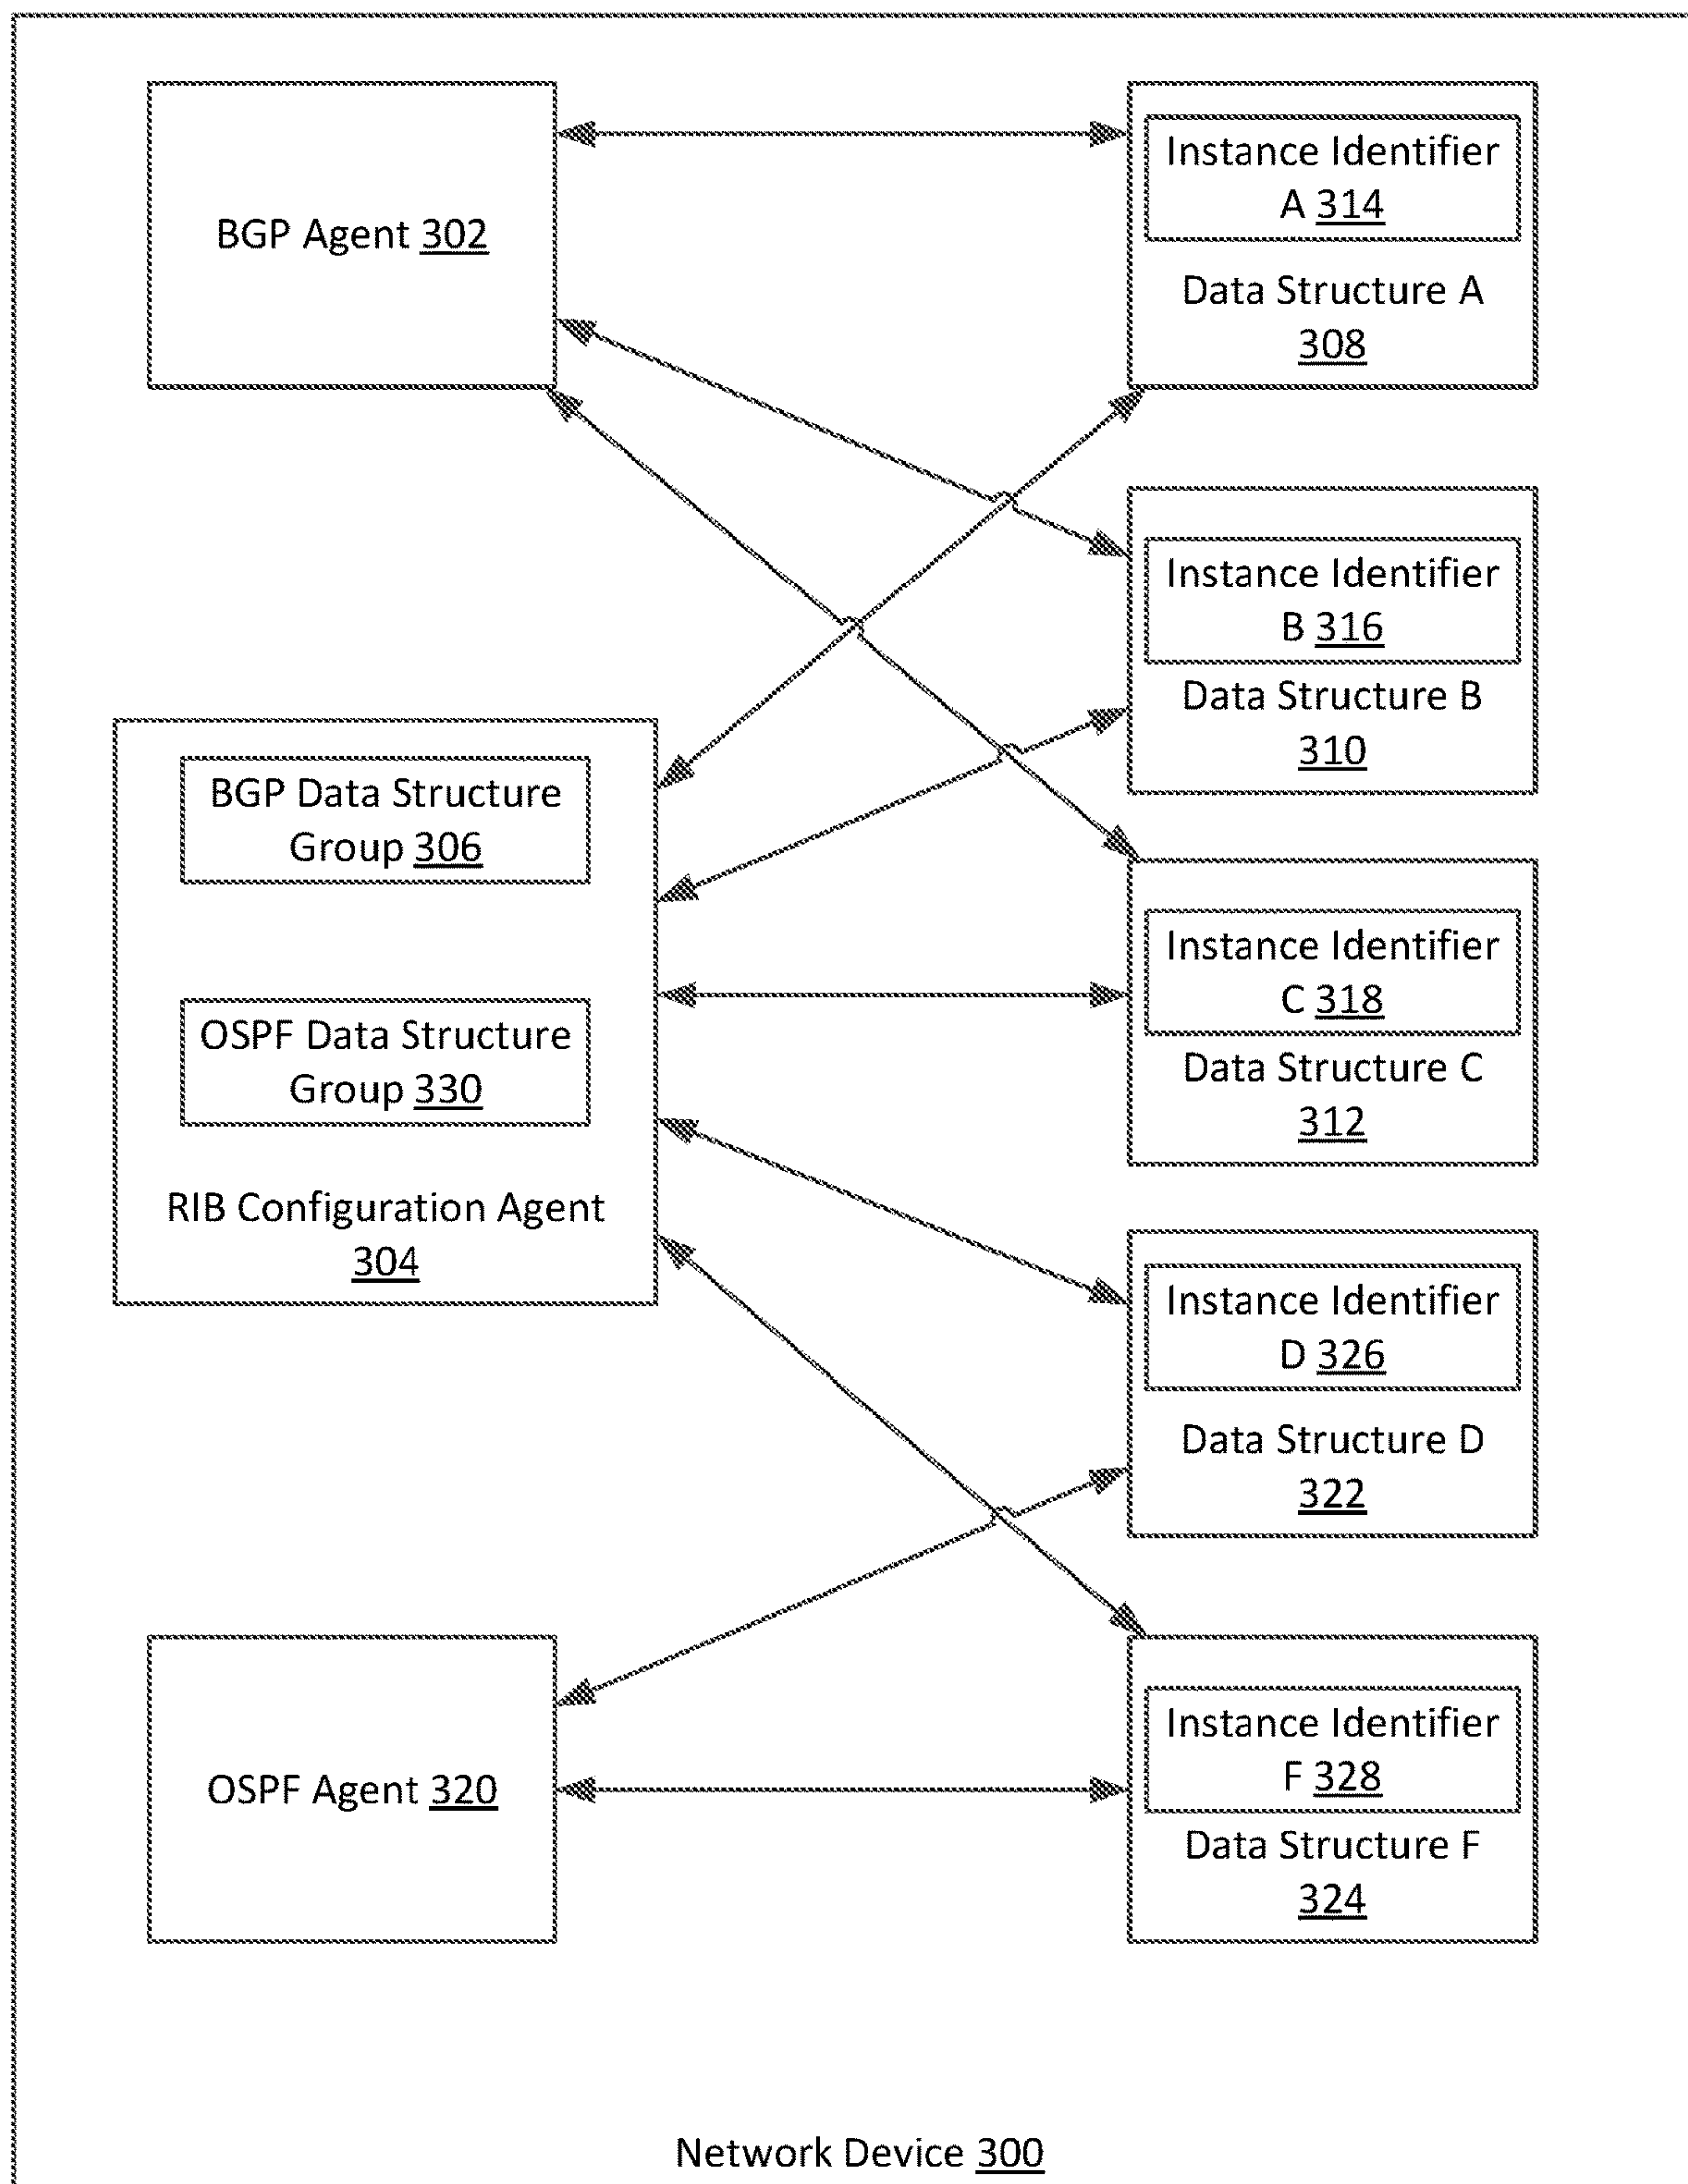 BGP Agent 302
Instance Identifier
A 314
Data Structure A
308
Instance Identifier
B 316
Data Structure B
310
BGP Data Structure
Group 306
OSPF Data Structure
Group 330
RIB Configuration Agent
304
Instance Identifier
C 318
Data Structure C
312
Instance Identifier
D 326
Data Structure D
322
OSPF Agent 320
Instance Identifier
F 328
Data Structure F
324
Network Device 300